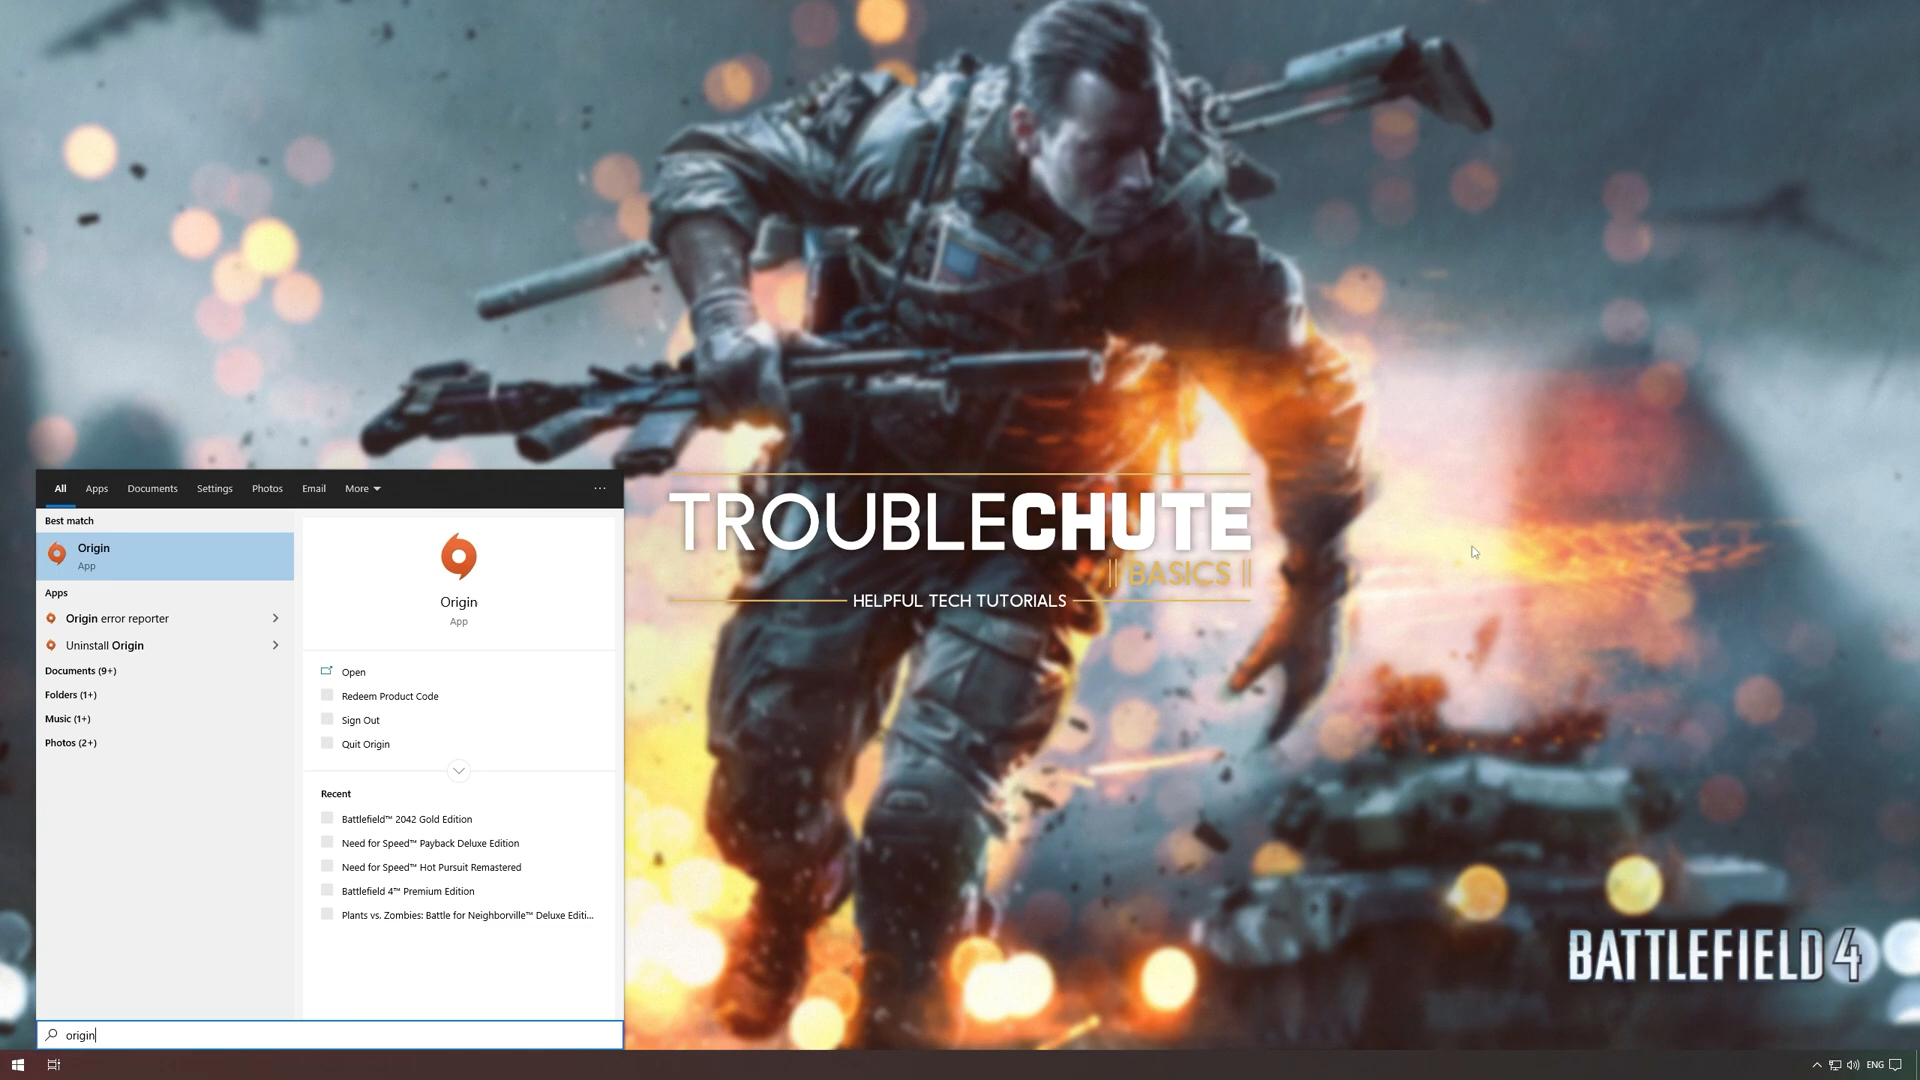 All Apps Documents Settings Photos Email More ...
Best match
Origin
App
Apps
Origin error reporter
Uninstall Origin
Documents (9+)
Folders (1+)
Music (1+)
Photos (2+)
Origin
App
Open
Redeem Product Code
Sign Out
Quit Origin
Recent
Battlefield™ 2042 Gold Edition
Need for Speed™ Payback Deluxe Edition
Need for Speed™ Hot Pursuit Remastered
Battlefield 4™ Premium Edition
Plants vs. Zombies: Battle for Neighborville™ Deluxe Editi...
origin
TROUBLECHUTE
|| BASICS ||
HELPFUL TECH TUTORIALS
BATTLEFIELD 4
ENG